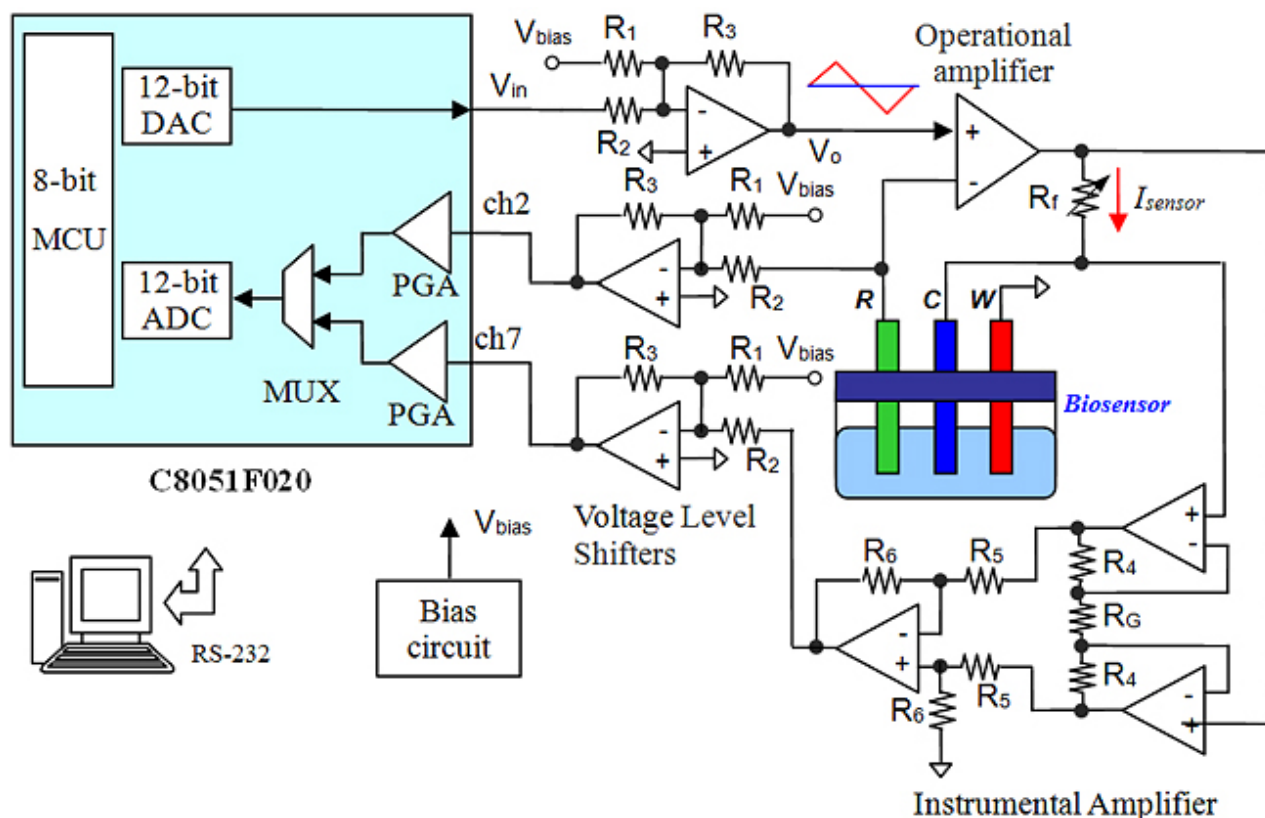 8-bit
MCU
12-bit
DAC
12-bit
ADC
MUX
PGA
PGA
C8051F020
Vbias
R1
R3
Vin
R2
Vo
Operational
amplifier
Rf
Isensor
ch2
R3
R1
Vbias
R2
ch7
R3
R1
Vbias
R2
R
C
W
Biosensor
Voltage Level
Shifters
Vbias
Bias
circuit
RS-232
R6
R5
R4
RG
R4
R5
R6
Instrumental Amplifier
- 
+
+
-
-
+
-
+
-
+
+
-
-
+